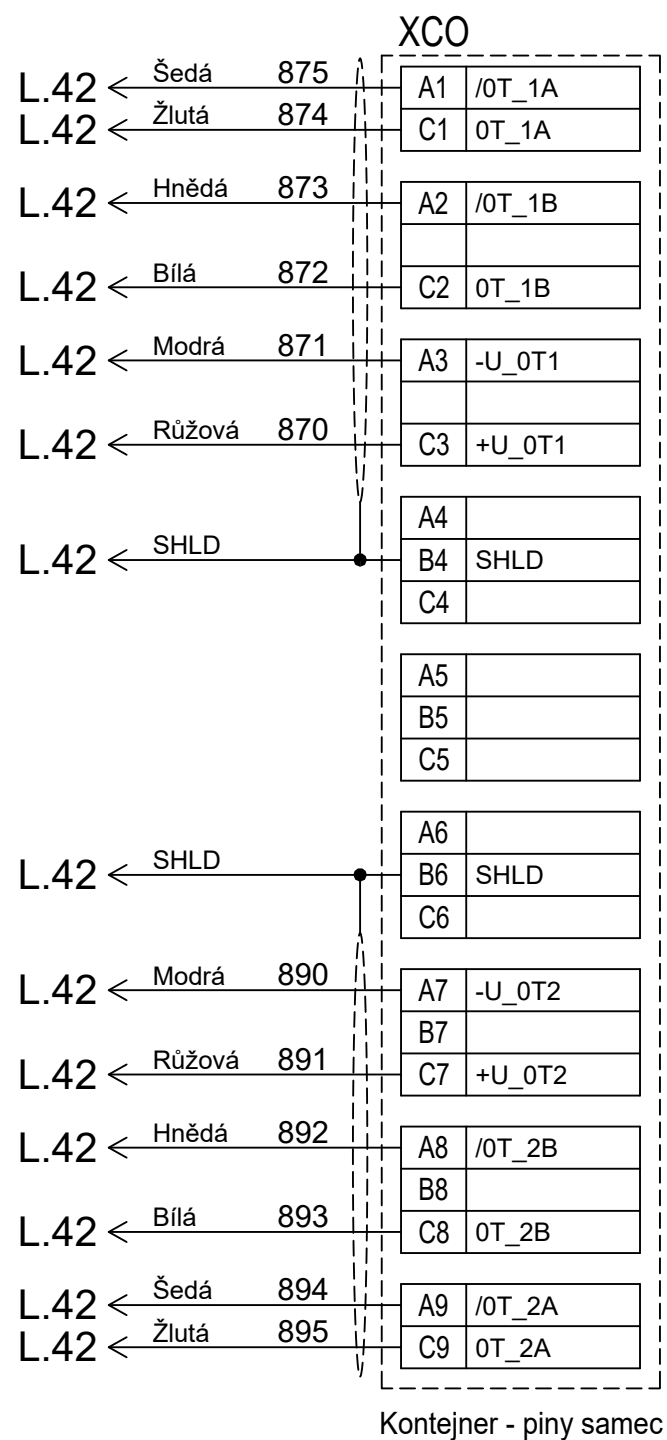 XCO
L.42 Šedá 875 A1 /0T_1A
L.42 Žlutá 874 C1 0T_1A
L.42 Hnědá 873 A2 /0T_1B
L.42 Bílá 872 C2 0T_1B
L.42 Modrá 871 A3 -U_0T1
L.42 Růžová 870 C3 +U_0T1
A4
L.42 SHLD B4 SHLD
C4
A5
B5
C5
A6
L.42 SHLD B6 SHLD
C6
L.42 Modrá 890 A7 -U_0T2
B7
L.42 Růžová 891 C7 +U_0T2
L.42 Hnědá 892 A8 /0T_2B
B8
L.42 Bílá 893 C8 0T_2B
L.42 Šedá 894 A9 /0T_2A
L.42 Žlutá 895 C9 0T_2A
Kontejner - piny samec